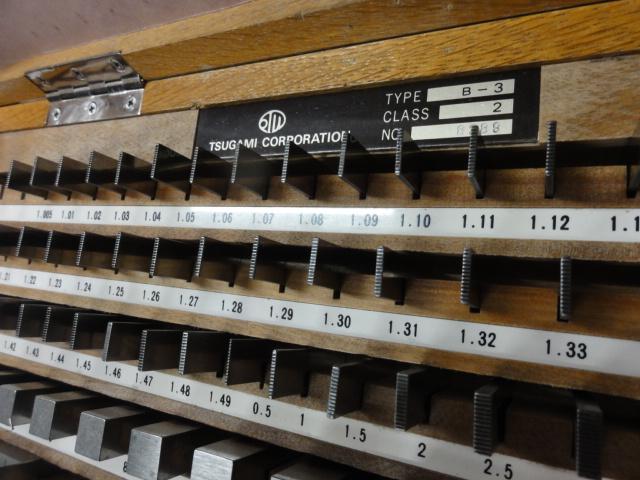 TYPE B-3
CLASS 2
TSUGAMI CORPORATION NO.
1.005 1.01 1.02 1.03 1.04 1.05 1.06 1.07 1.08 1.09 1.10 1.11 1.12
1.22 1.23 1.24 1.25 1.26 1.27 1.28 1.29 1.30 1.31 1.32 1.33
1.42 1.43 1.44 1.45 1.46 1.47 1.48 1.49 0.5 1 1.5 2 2.5
8